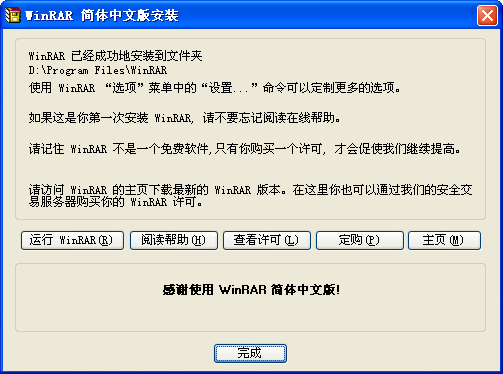 WinRAR 简体中文版安装
WinRAR 已经成功地安装到文件夹
D:\Program Files\WinRAR
使用 WinRAR “选项”菜单中的“设置...”命令可以定制更多的选项。
如果这是你第一次安装 WinRAR, 请不要忘记阅读在线帮助。
请记住 WinRAR 不是一个免费软件,只有你购买一个许可, 才会促使我们继续提高。
请访问 WinRAR 的主页下载最新的 WinRAR 版本。在这里你也可以通过我们的安全交
易服务器购买你的 WinRAR 许可。
运行 WinRAR(R) 阅读帮助(H) 查看许可(L) 定购(P) 主页(M)
感谢使用 WinRAR 简体中文版!
完成